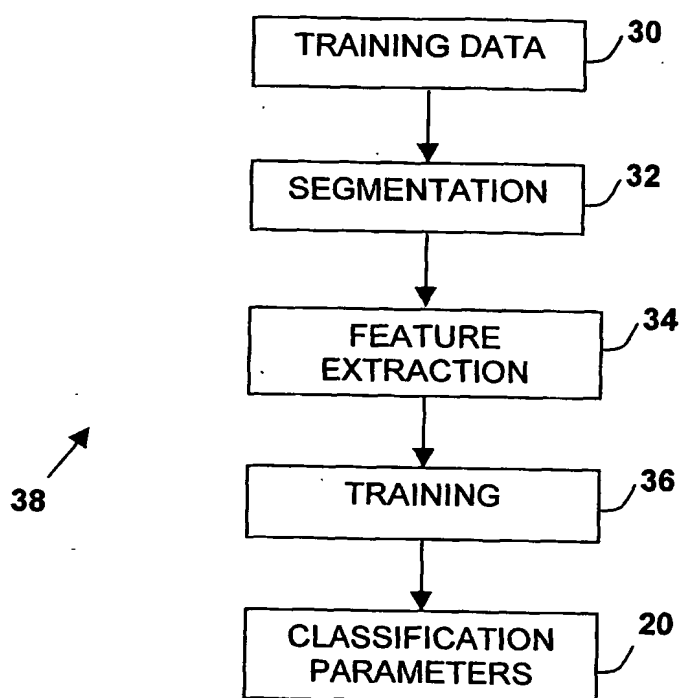 TRAINING DATA
30
SEGMENTATION
32
FEATURE
EXTRACTION
34
38
TRAINING
36
CLASSIFICATION
PARAMETERS
20